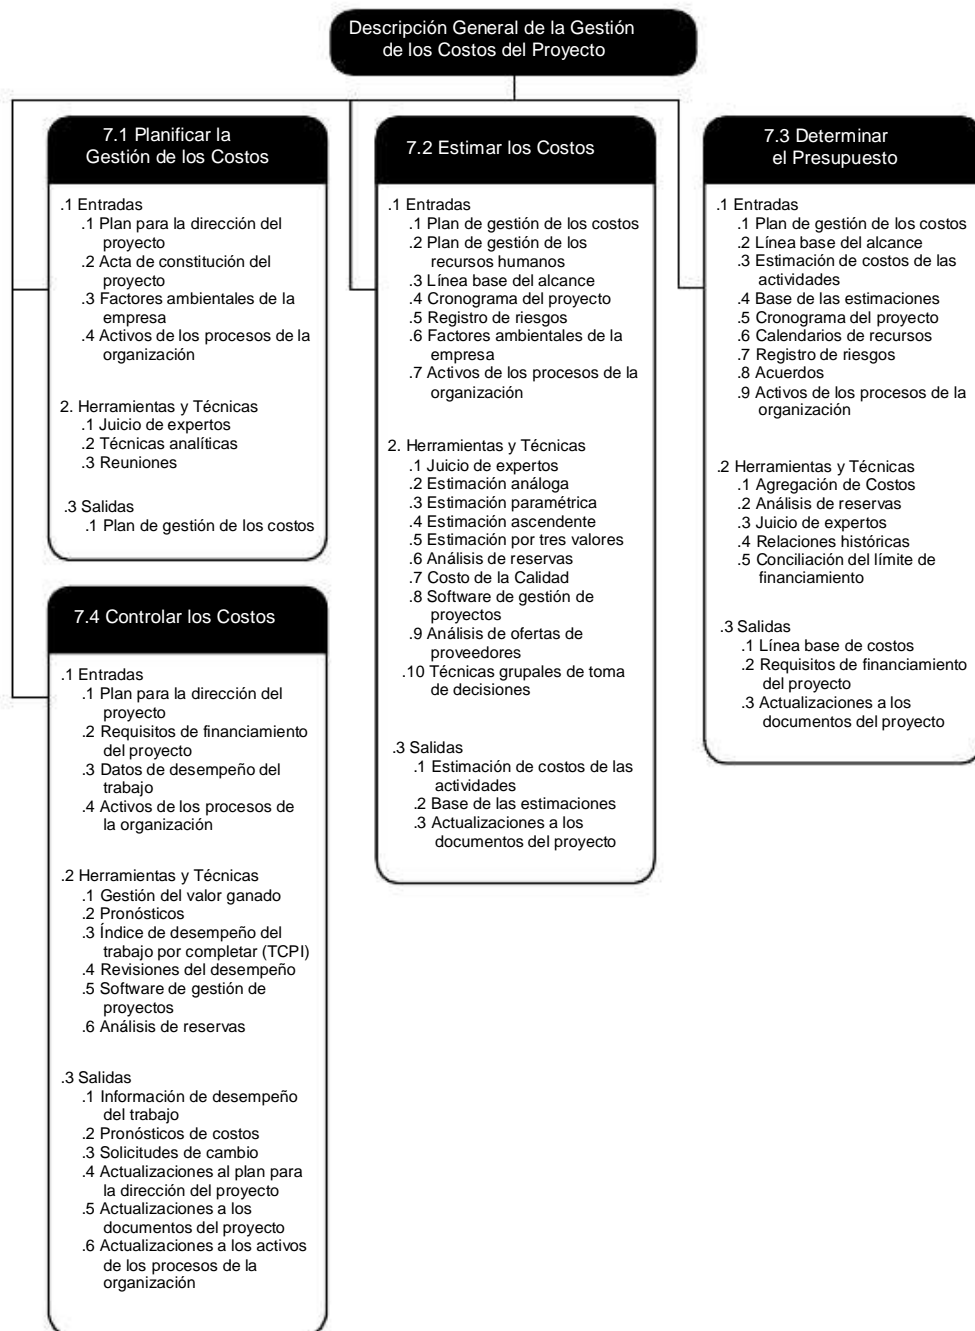 Descripción General de la Gestión
de los Costos del Proyecto
7.1 Planificar la
Gestión de los Costos
.1 Entradas
.1 Plan para la dirección del
proyecto
.2 Acta de constitución del
proyecto
.3 Factores ambientales de la
empresa
.4 Activos de los procesos de la
organización
2. Herramientas y Técnicas
.1 Juicio de expertos
.2 Técnicas analíticas
.3 Reuniones
.3 Salidas
.1 Plan de gestión de los costos
7.2 Estimar los Costos
.1 Entradas
.1 Plan de gestión de los costos
.2 Plan de gestión de los
recursos humanos
.3 Línea base del alcance
.4 Cronograma del proyecto
.5 Registro de riesgos
.6 Factores ambientales de la
empresa
.7 Activos de los procesos de la
organización
2. Herramientas y Técnicas
.1 Juicio de expertos
.2 Estimación análoga
.3 Estimación paramétrica
.4 Estimación ascendente
.5 Estimación por tres valores
.6 Análisis de reservas
.7 Costo de la Calidad
.8 Software de gestión de
proyectos
.9 Análisis de ofertas de
proveedores
.10 Técnicas grupales de toma
de decisiones
.3 Salidas
.1 Estimación de costos de las
actividades
.2 Base de las estimaciones
.3 Actualizaciones a los
documentos del proyecto
7.3 Determinar
el Presupuesto
.1 Entradas
.1 Plan de gestión de los costos
.2 Línea base del alcance
.3 Estimación de costos de las
actividades
.4 Base de las estimaciones
.5 Cronograma del proyecto
.6 Calendarios de recursos
.7 Registro de riesgos
.8 Acuerdos
.9 Activos de los procesos de la
organización
.2 Herramientas y Técnicas
.1 Agregación de Costos
.2 Análisis de reservas
.3 Juicio de expertos
.4 Relaciones históricas
.5 Conciliación del límite de
financiamiento
.3 Salidas
.1 Línea base de costos
.2 Requisitos de financiamiento
del proyecto
.3 Actualizaciones a los
documentos del proyecto
7.4 Controlar los Costos
.1 Entradas
.1 Plan para la dirección del
proyecto
.2 Requisitos de financiamiento
del proyecto
.3 Datos de desempeño del
trabajo
.4 Activos de los procesos de
la organización
.2 Herramientas y Técnicas
.1 Gestión del valor ganado
.2 Pronósticos
.3 Índice de desempeño del
trabajo por completar (TCPI)
.4 Revisiones del desempeño
.5 Software de gestión de
proyectos
.6 Análisis de reservas
.3 Salidas
.1 Información de desempeño
del trabajo
.2 Pronósticos de costos
.3 Solicitudes de cambio
.4 Actualizaciones al plan para
la dirección del proyecto
.5 Actualizaciones a los
documentos del proyecto
.6 Actualizaciones a los activos
de los procesos de la
organización